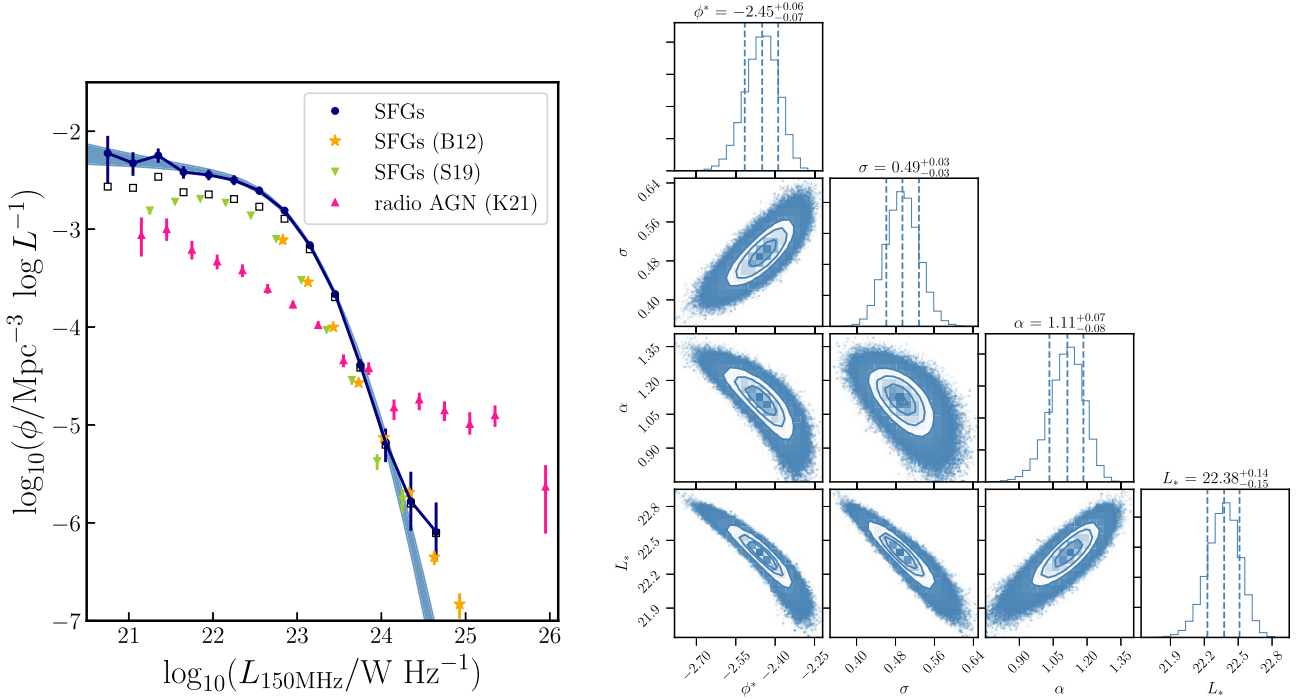 SFGs
SFGs (B12)
SFGs (S19)
radio AGN (K21)
−2
−3
−4
−5
−6
−7
21 22 23 24 25 26
log₁₀(L₁₅₀MHz/W Hz⁻¹)
log₁₀(ϕ/Mpc⁻³ log L⁻¹)
ϕ* = −2.45+0.06−0.07
σ = 0.49+0.03−0.03
α = 1.11+0.07−0.08
L* = 22.38+0.14−0.15
σ
0.64
0.56
0.48
0.40
α
1.35
1.20
1.05
0.90
L*
22.8
22.5
22.2
21.9
−2.70 −2.55 −2.40 −2.25
ϕ*
0.40 0.48 0.56 0.64
σ
0.90 1.05 1.20 1.35
α
21.9 22.2 22.5 22.8
L*